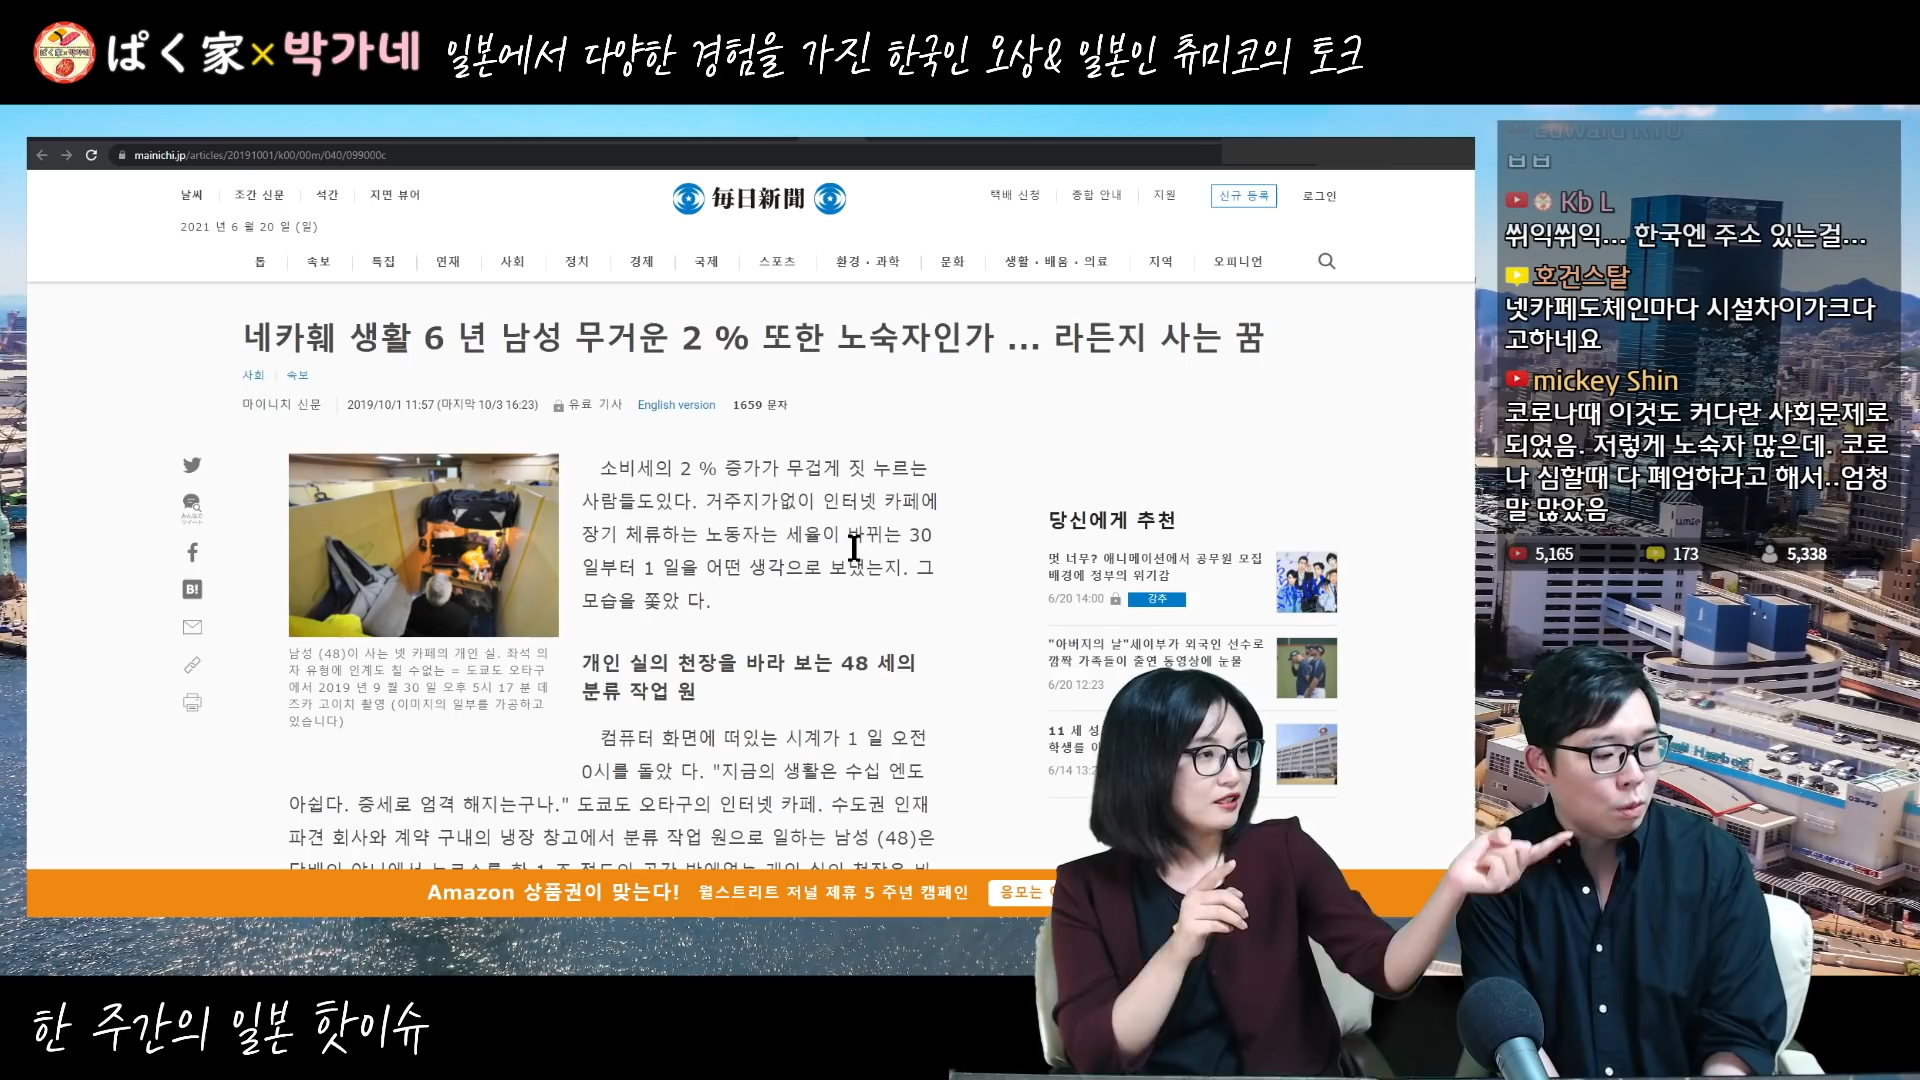 ぱく家×박가네 일본에서 다양한 경험을 가진 한국인 오상& 일본인 츄미코의 토크
mainichi.jp/articles/20191001/k00/00m/040/099000c
날씨 조간 신문 석간 지면 뷰어
毎日新聞
택배 신청 종합 안내 지원 신규 등록 로그인
2021 년 6 월 20 일 (일)
톱 속보 특집 연재 사회 정치 경제 국제 스포츠 환경・과학 문화 생활・배움・의료 지역 오피니언
네카훼 생활 6 년 남성 무거운 2 % 또한 노숙자인가 ... 라든지 사는 꿈
사회 속보
마이니치 신문 2019/10/1 11:57 (마지막 10/3 16:23) 유료 기사 English version 1659 문자
소비세의 2 % 증가가 무겁게 짓 누르는
사람들도있다. 거주지가없이 인터넷 카페에
장기 체류하는 노동자는 세율이 바뀌는 30
일부터 1 일을 어떤 생각으로 보냈는지. 그
모습을 쫓았 다.
남성 (48)이 사는 넷 카페의 개인 실. 좌석 의
자 유형에 인계도 칠 수없는 = 도쿄도 오타구
에서 2019 년 9 월 30 일 오후 5시 17 분 데
즈카 고이치 촬영 (이미지의 일부를 가공하고
있습니다)
개인 실의 천장을 바라 보는 48 세의
분류 작업 원
컴퓨터 화면에 떠있는 시계가 1 일 오전
0시를 돌았 다. "지금의 생활은 수십 엔도
아쉽다. 증세로 엄격 해지는구나." 도쿄도 오타구의 인터넷 카페. 수도권 인재
파견 회사와 계약 구내의 냉장 창고에서 분류 작업 원으로 일하는 남성 (48)은
당신에게 추천
멋 너무? 애니메이션에서 공무원 모집
배경에 정부의 위기감
6/20 14:00 강추
"아버지의 날"세이부가 외국인 선수로
깜짝 가족들이 출연 동영상에 눈물
6/20 12:23
11 세 성
학생를 이
6/14 13:2
Amazon 상품권이 맞는다! 월스트리트 저널 제휴 5 주년 캠페인 응모는
ㅂㅂ
Kb L
쒸익쒸익... 한국엔 주소 있는걸...
호건스탈
넷카페도체인마다 시설차이가크다
고하네요
mickey Shin
코로나때 이것도 커다란 사회문제로
되었음. 저렇게 노숙자 많은데. 코로
나 심할때 다 폐업하라고 해서..엄청
말 많았음
5,165 173 5,338
한 주간의 일본 핫이슈